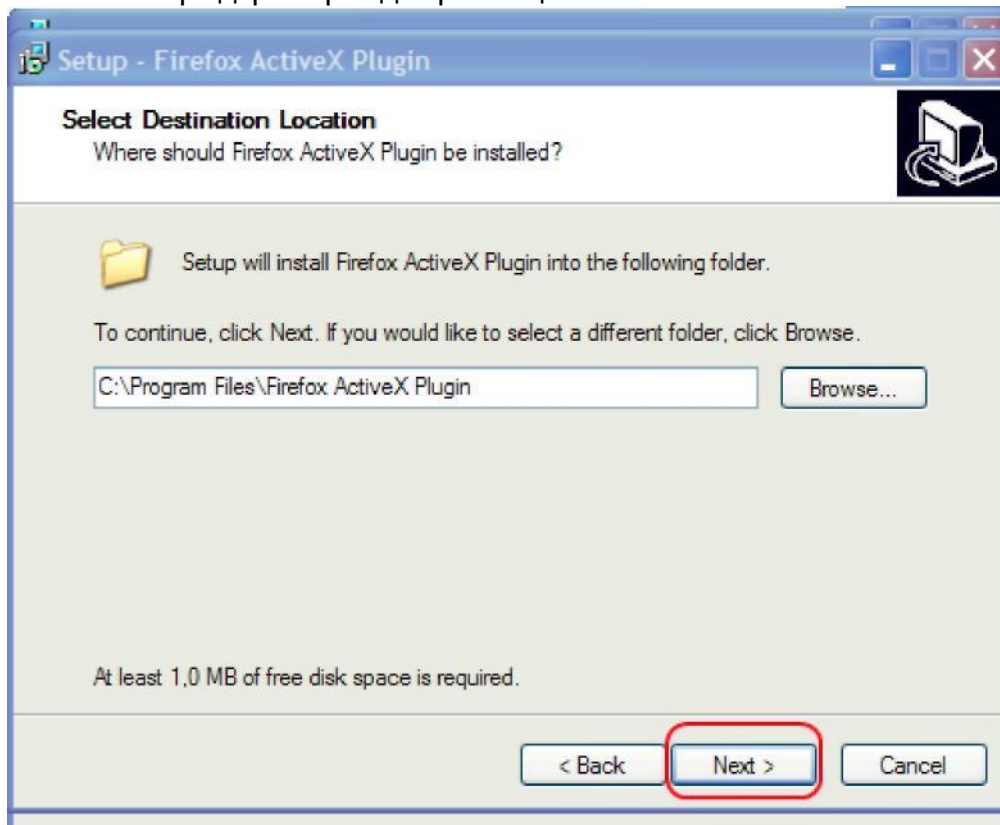 Setup - Firefox ActiveX Plugin
Select Destination Location
Where should Firefox ActiveX Plugin be installed?
Setup will install Firefox ActiveX Plugin into the following folder.
To continue, click Next. If you would like to select a different folder, click Browse.
C:\Program Files\Firefox ActiveX Plugin
Browse...
At least 1,0 MB of free disk space is required.
< Back
Next >
Cancel